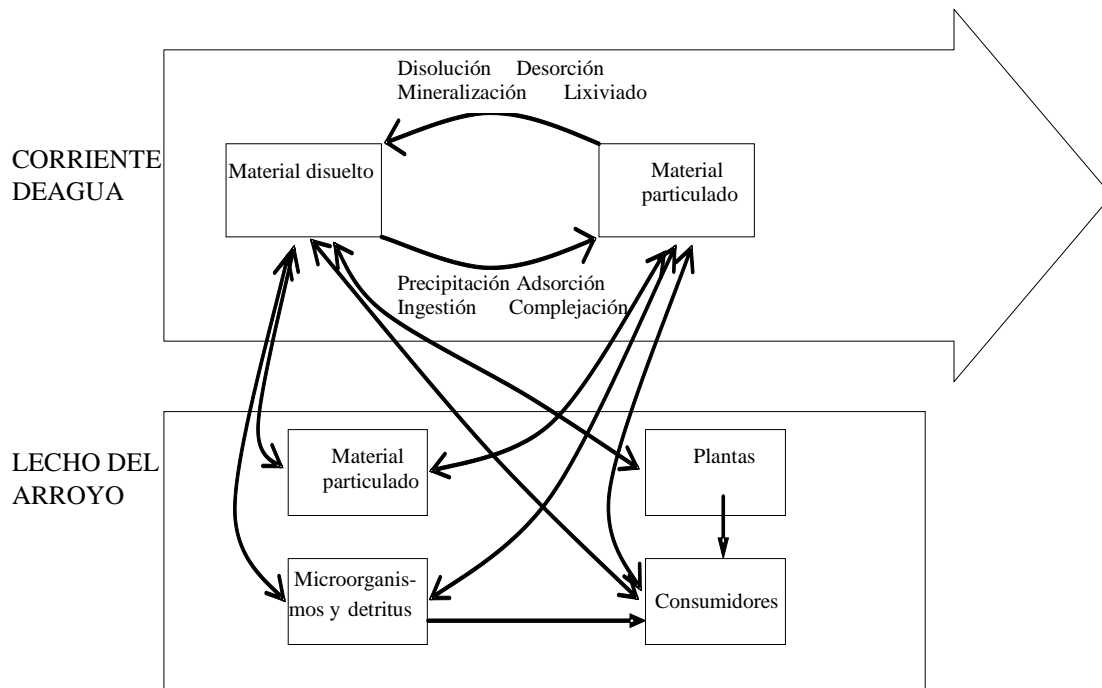 Disolución Desorción
Mineralización Lixiviado
CORRIENTE
DEAGUA
Material disuelto
Material
particulado
Precipitación Adsorción
Ingestión Complejación
LECHO DEL
ARROYO
Material
particulado
Plantas
Microorganis-
mos y detritus
Consumidores